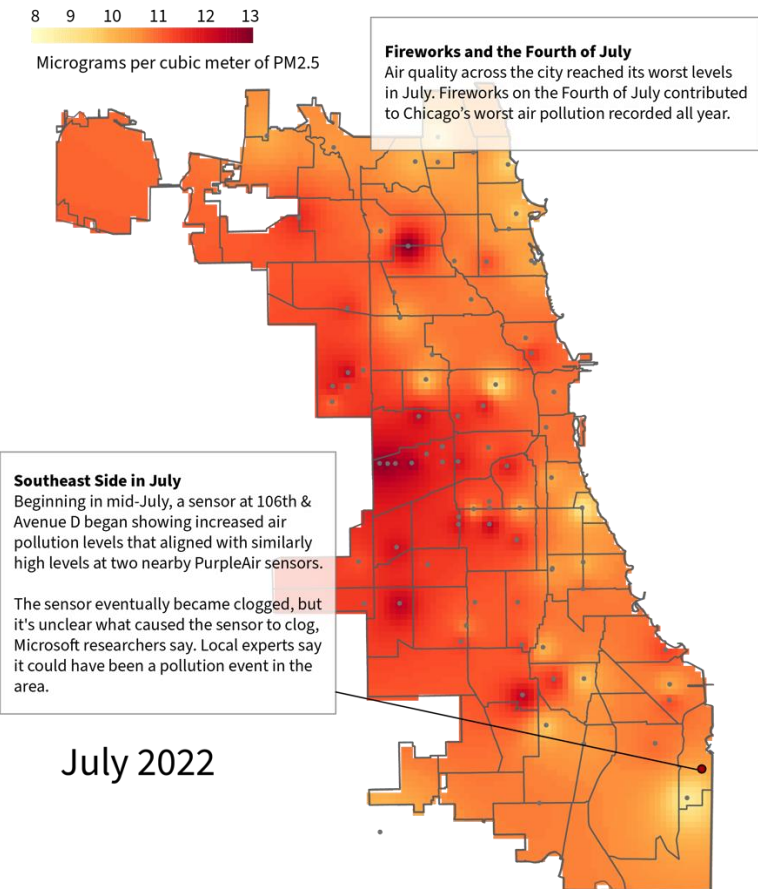 8 9 10 11 12 13
Micrograms per cubic meter of PM2.5
Fireworks and the Fourth of July
Air quality across the city reached its worst levels
in July. Fireworks on the Fourth of July contributed
to Chicago's worst air pollution recorded all year.
Southeast Side in July
Beginning in mid-July, a sensor at 106th &
Avenue D began showing increased air
pollution levels that aligned with similarly
high levels at two nearby PurpleAir sensors.
The sensor eventually became clogged, but
it's unclear what caused the sensor to clog,
Microsoft researchers say. Local experts say
it could have been a pollution event in the
area.
July 2022